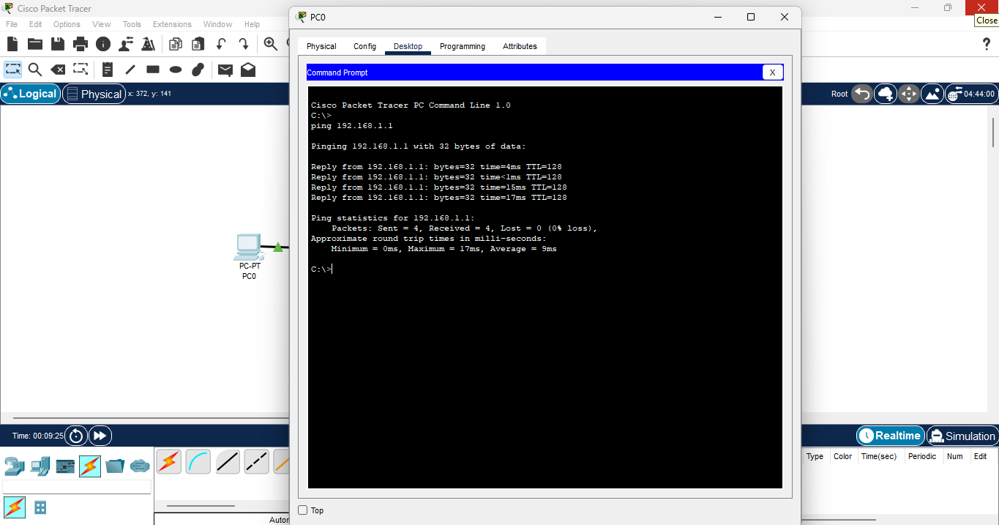 Cisco Packet Tracer
File Edit Options View Tools Extensions Window Help
Close
?
Logical Physical x: 372, y: 141
Root 04:44:00
PC-PT
PC0
PC0
Physical Config Desktop Programming Attributes
Command Prompt X
Cisco Packet Tracer PC Command Line 1.0
C:\>
ping 192.168.1.1
Pinging 192.168.1.1 with 32 bytes of data:
Reply from 192.168.1.1: bytes=32 time=4ms TTL=128
Reply from 192.168.1.1: bytes=32 time<1ms TTL=128
Reply from 192.168.1.1: bytes=32 time=15ms TTL=128
Reply from 192.168.1.1: bytes=32 time=17ms TTL=128
Ping statistics for 192.168.1.1:
Packets: Sent = 4, Received = 4, Lost = 0 (0% loss),
Approximate round trip times in milli-seconds:
Minimum = 0ms, Maximum = 17ms, Average = 9ms
C:\>
Top
Time: 00:09:25
Realtime Simulation
Type Color Time(sec) Periodic Num Edit